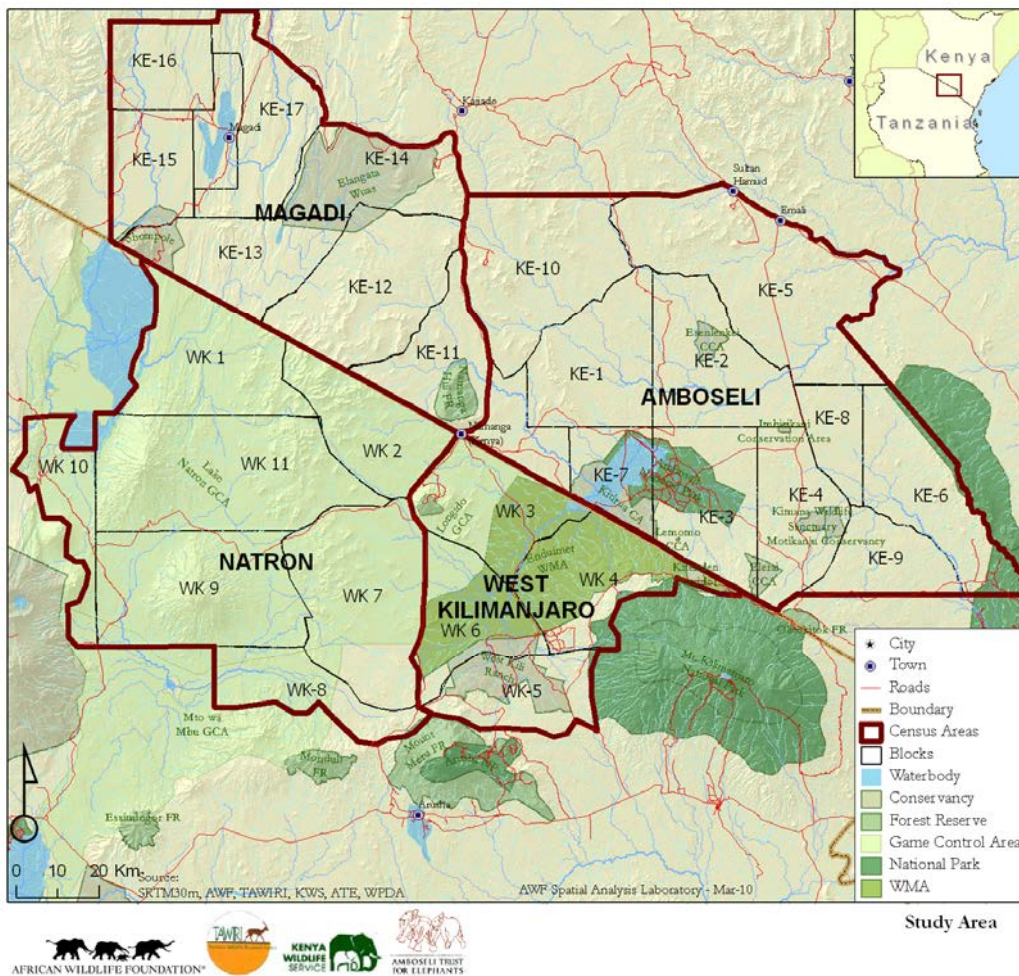 Kenya
Tanzania
KE-16
KE-17
Magadi
Kajiado
KE-15
KE-14
Elangata
Wuas
Sultan
Hamud
Emali
MAGADI
Shompole
KE-13
KE-10
KE-12
KE-5
WK 1
Esenlenkei
CCA
KE-2
KE-11
KE-1
AMBOSELI
Namanga
Hill FR
KE-8
Imbirikani
Conservation Area
Namanga
(Kenya)
WK 2
WK 10
Lake
Natron GCA
WK 11
KE-7
Kitirua CA
KE-4
KE-6
Longido
GCA
WK 3
KE-3
Kimana Wildlife
Sanctuary
Motikanju Conservancy
Lemomo
CCA
KE-9
Enduimet
WMA
NATRON
WEST
KILIMANJARO
WK 4
Elerai
CCA
WK 9
WK 7
WK 6
West Kili
Ranch
WK-5
WK-8
Mt. Kilimanjaro
National Park
Mto wa
Mbu GCA
Mount
Meru FR
Monduli
FR
Arusha
Essimingor FR
City
Town
Roads
Boundary
Census Areas
Blocks
Waterbody
Conservancy
Forest Reserve
Game Control Area
National Park
WMA
0 10 20 Km
Source:
SRTM30m, AWF, TAWIRI, KWS, ATE, WPDA
AWF Spatial Analysis Laboratory - Mar-10
Study Area
AFRICAN WILDLIFE FOUNDATION®
TAWIRI
KENYA
WILDLIFE
SERVICE
AMBOSELI TRUST
FOR ELEPHANTS